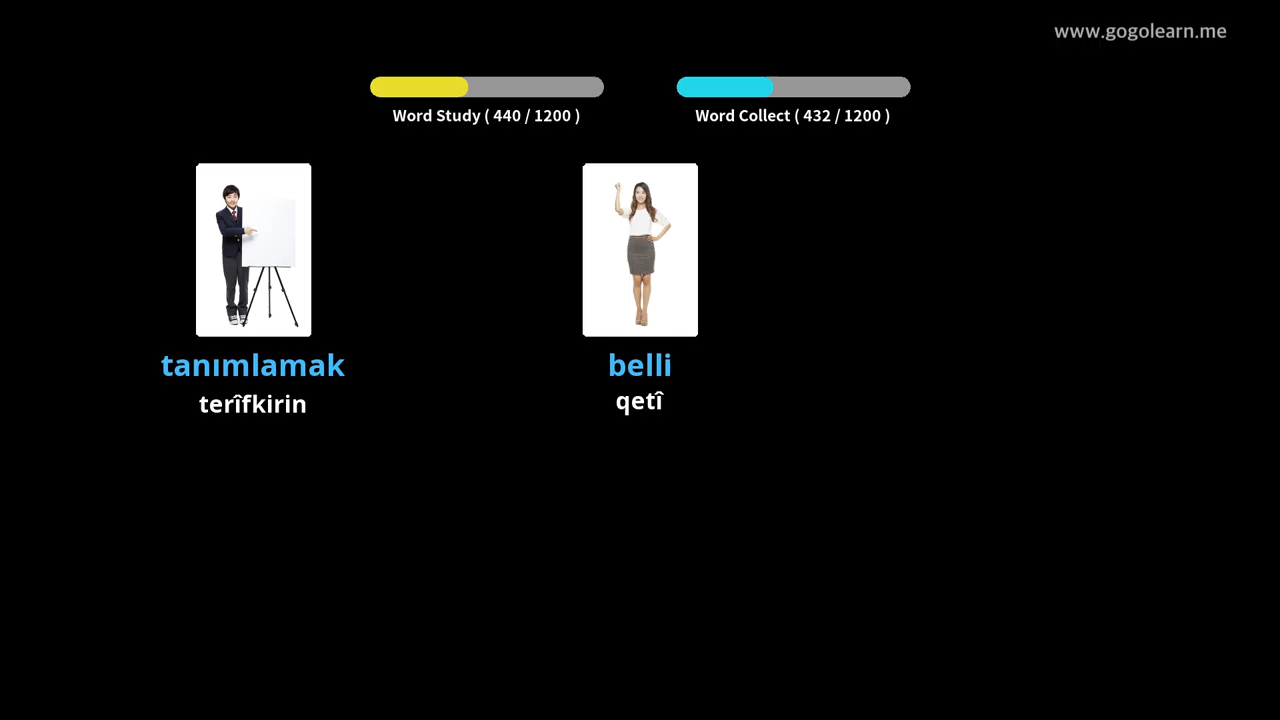 www.gogolearn.me
Word Study ( 440 / 1200 )
Word Collect ( 432 / 1200 )
tanımlamak
terîfkirin
belli
qetî